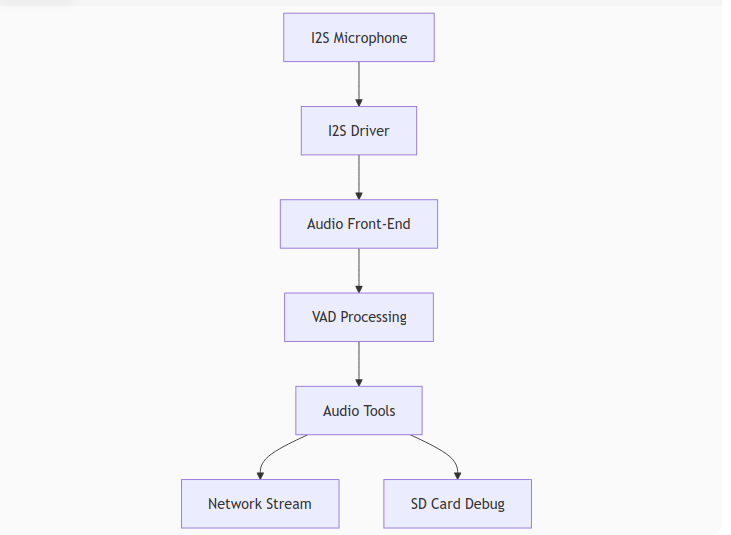 I2S Microphone
I2S Driver
Audio Front-End
VAD Processing
Audio Tools
Network Stream
SD Card Debug